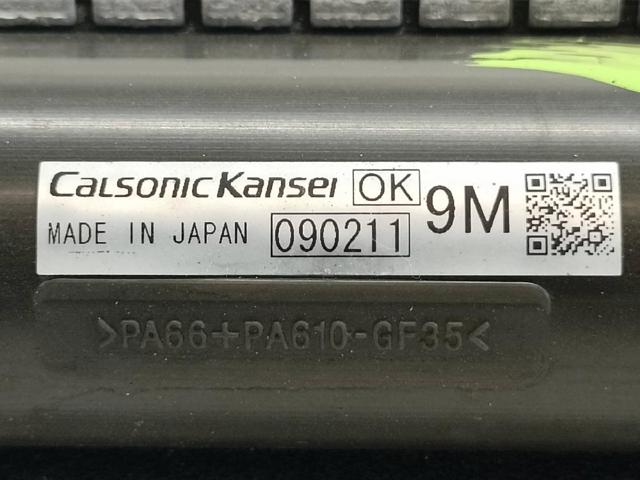 Calsonic Kansei OK 9M
MADE IN JAPAN 090211
>PA66+PA610-GF35<